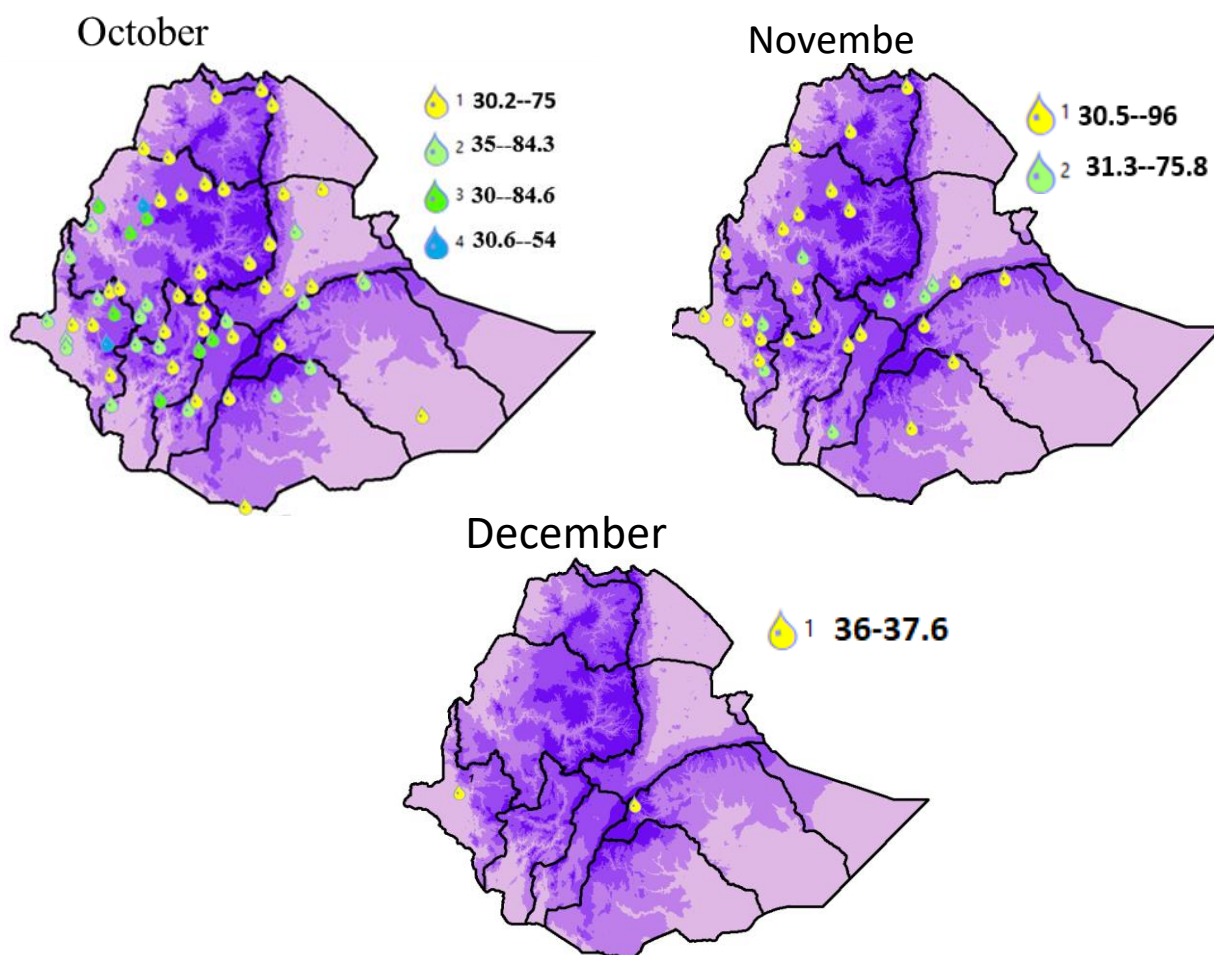 October
1 30.2--75
2 35--84.3
3 30--84.6
4 30.6--54
Novembe
1 30.5--96
2 31.3--75.8
December
1 36-37.6
1